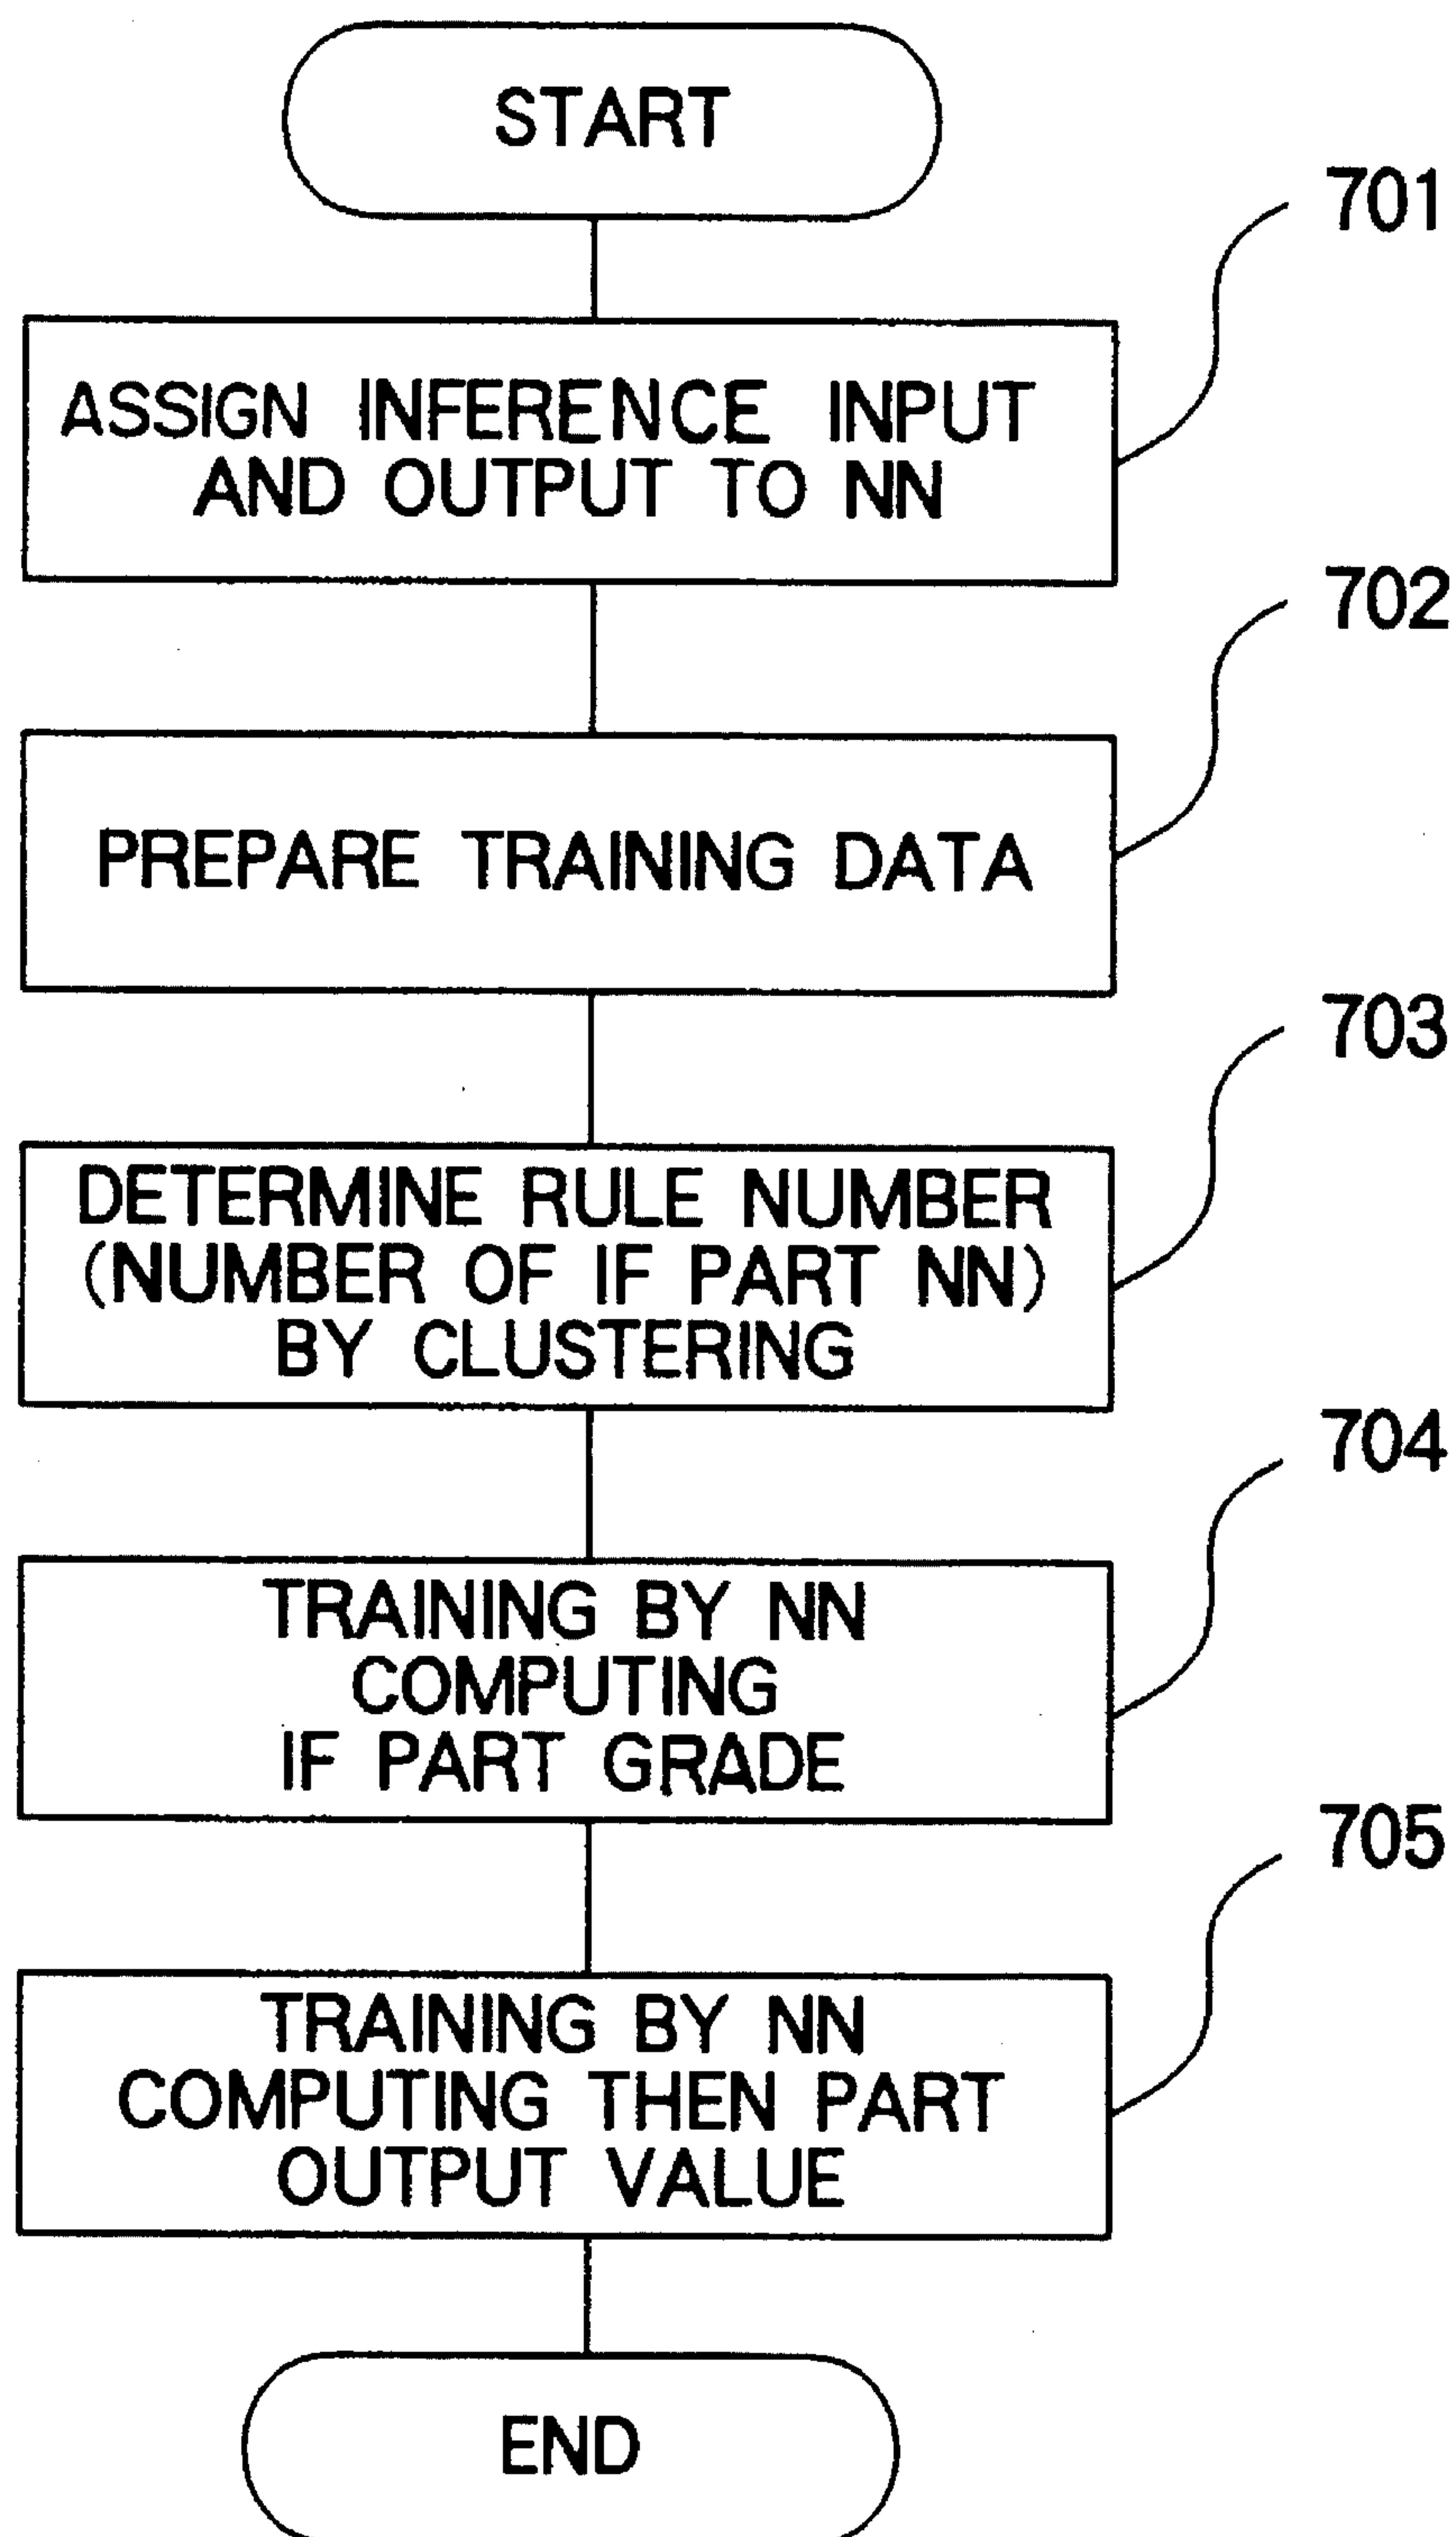 START
701
ASSIGN INFERENCE INPUT
AND OUTPUT TO NN
702
PREPARE TRAINING DATA
703
DETERMINE RULE NUMBER
(NUMBER OF IF PART NN)
BY CLUSTERING
704
TRAINING BY NN
COMPUTING
IF PART GRADE
705
TRAINING BY NN
COMPUTING THEN PART
OUTPUT VALUE
END